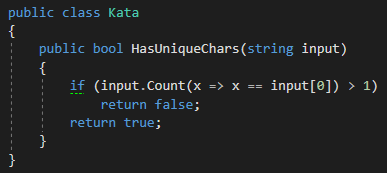 public class Kata
{
    public bool HasUniqueChars(string input)
    {
        if (input.Count(x => x == input[0]) > 1)
            return false;
        return true;
    }
}